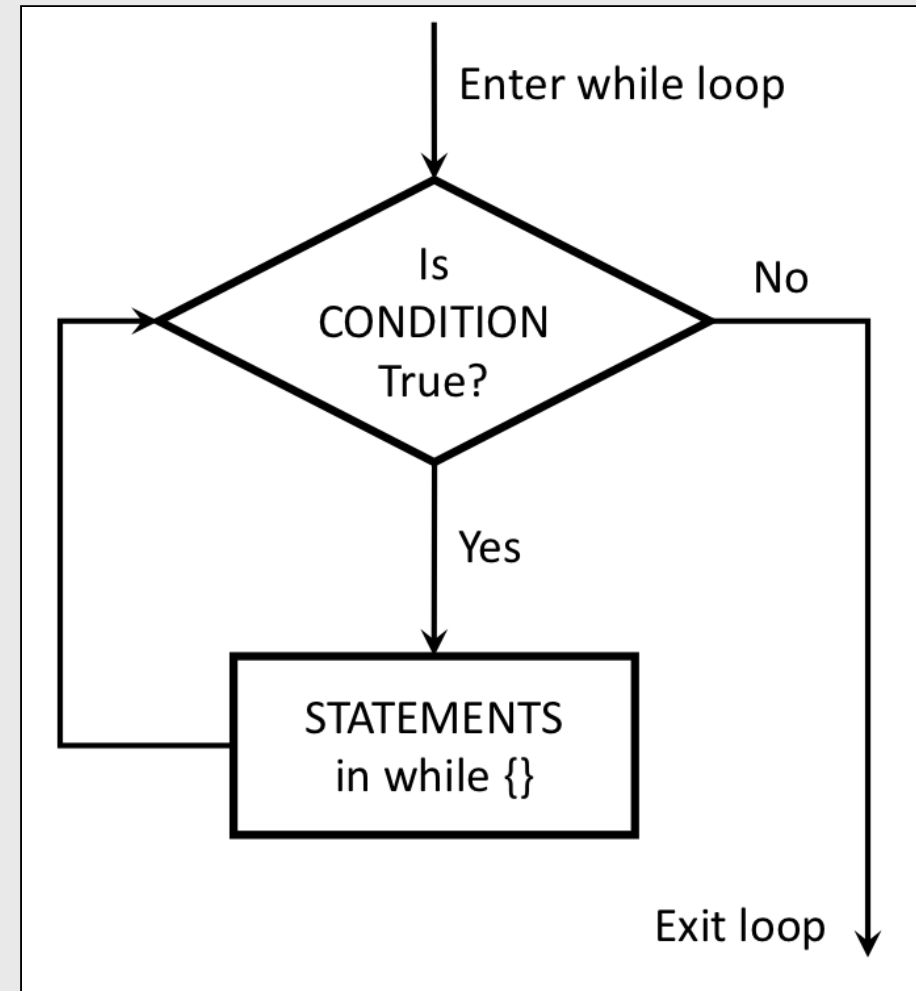 Enter while loop
Is
CONDITION
True?
No
Yes
STATEMENTS
in while {}
Exit loop